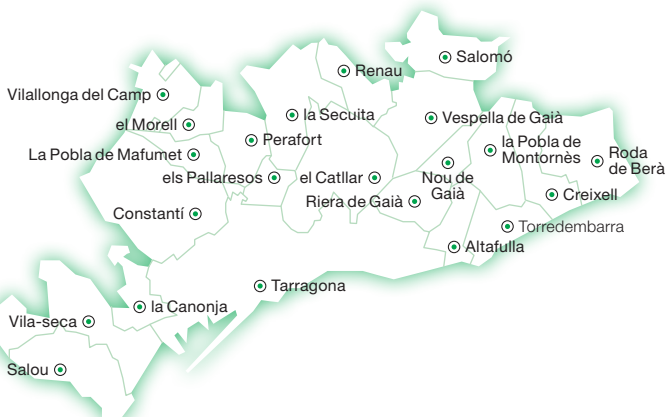 Salomó
Renau
Vilallonga del Camp
la Secuita
Vespella de Gaià
el Morell
Perafort
la Pobla de
Montornès
La Pobla de Mafumet
Roda
de Berà
els Pallaresos
el Catllar
Nou de
Gaià
Creixell
Riera de Gaià
Constantí
Torredembarra
Altafulla
Tarragona
la Canonja
Vila-seca
Salou